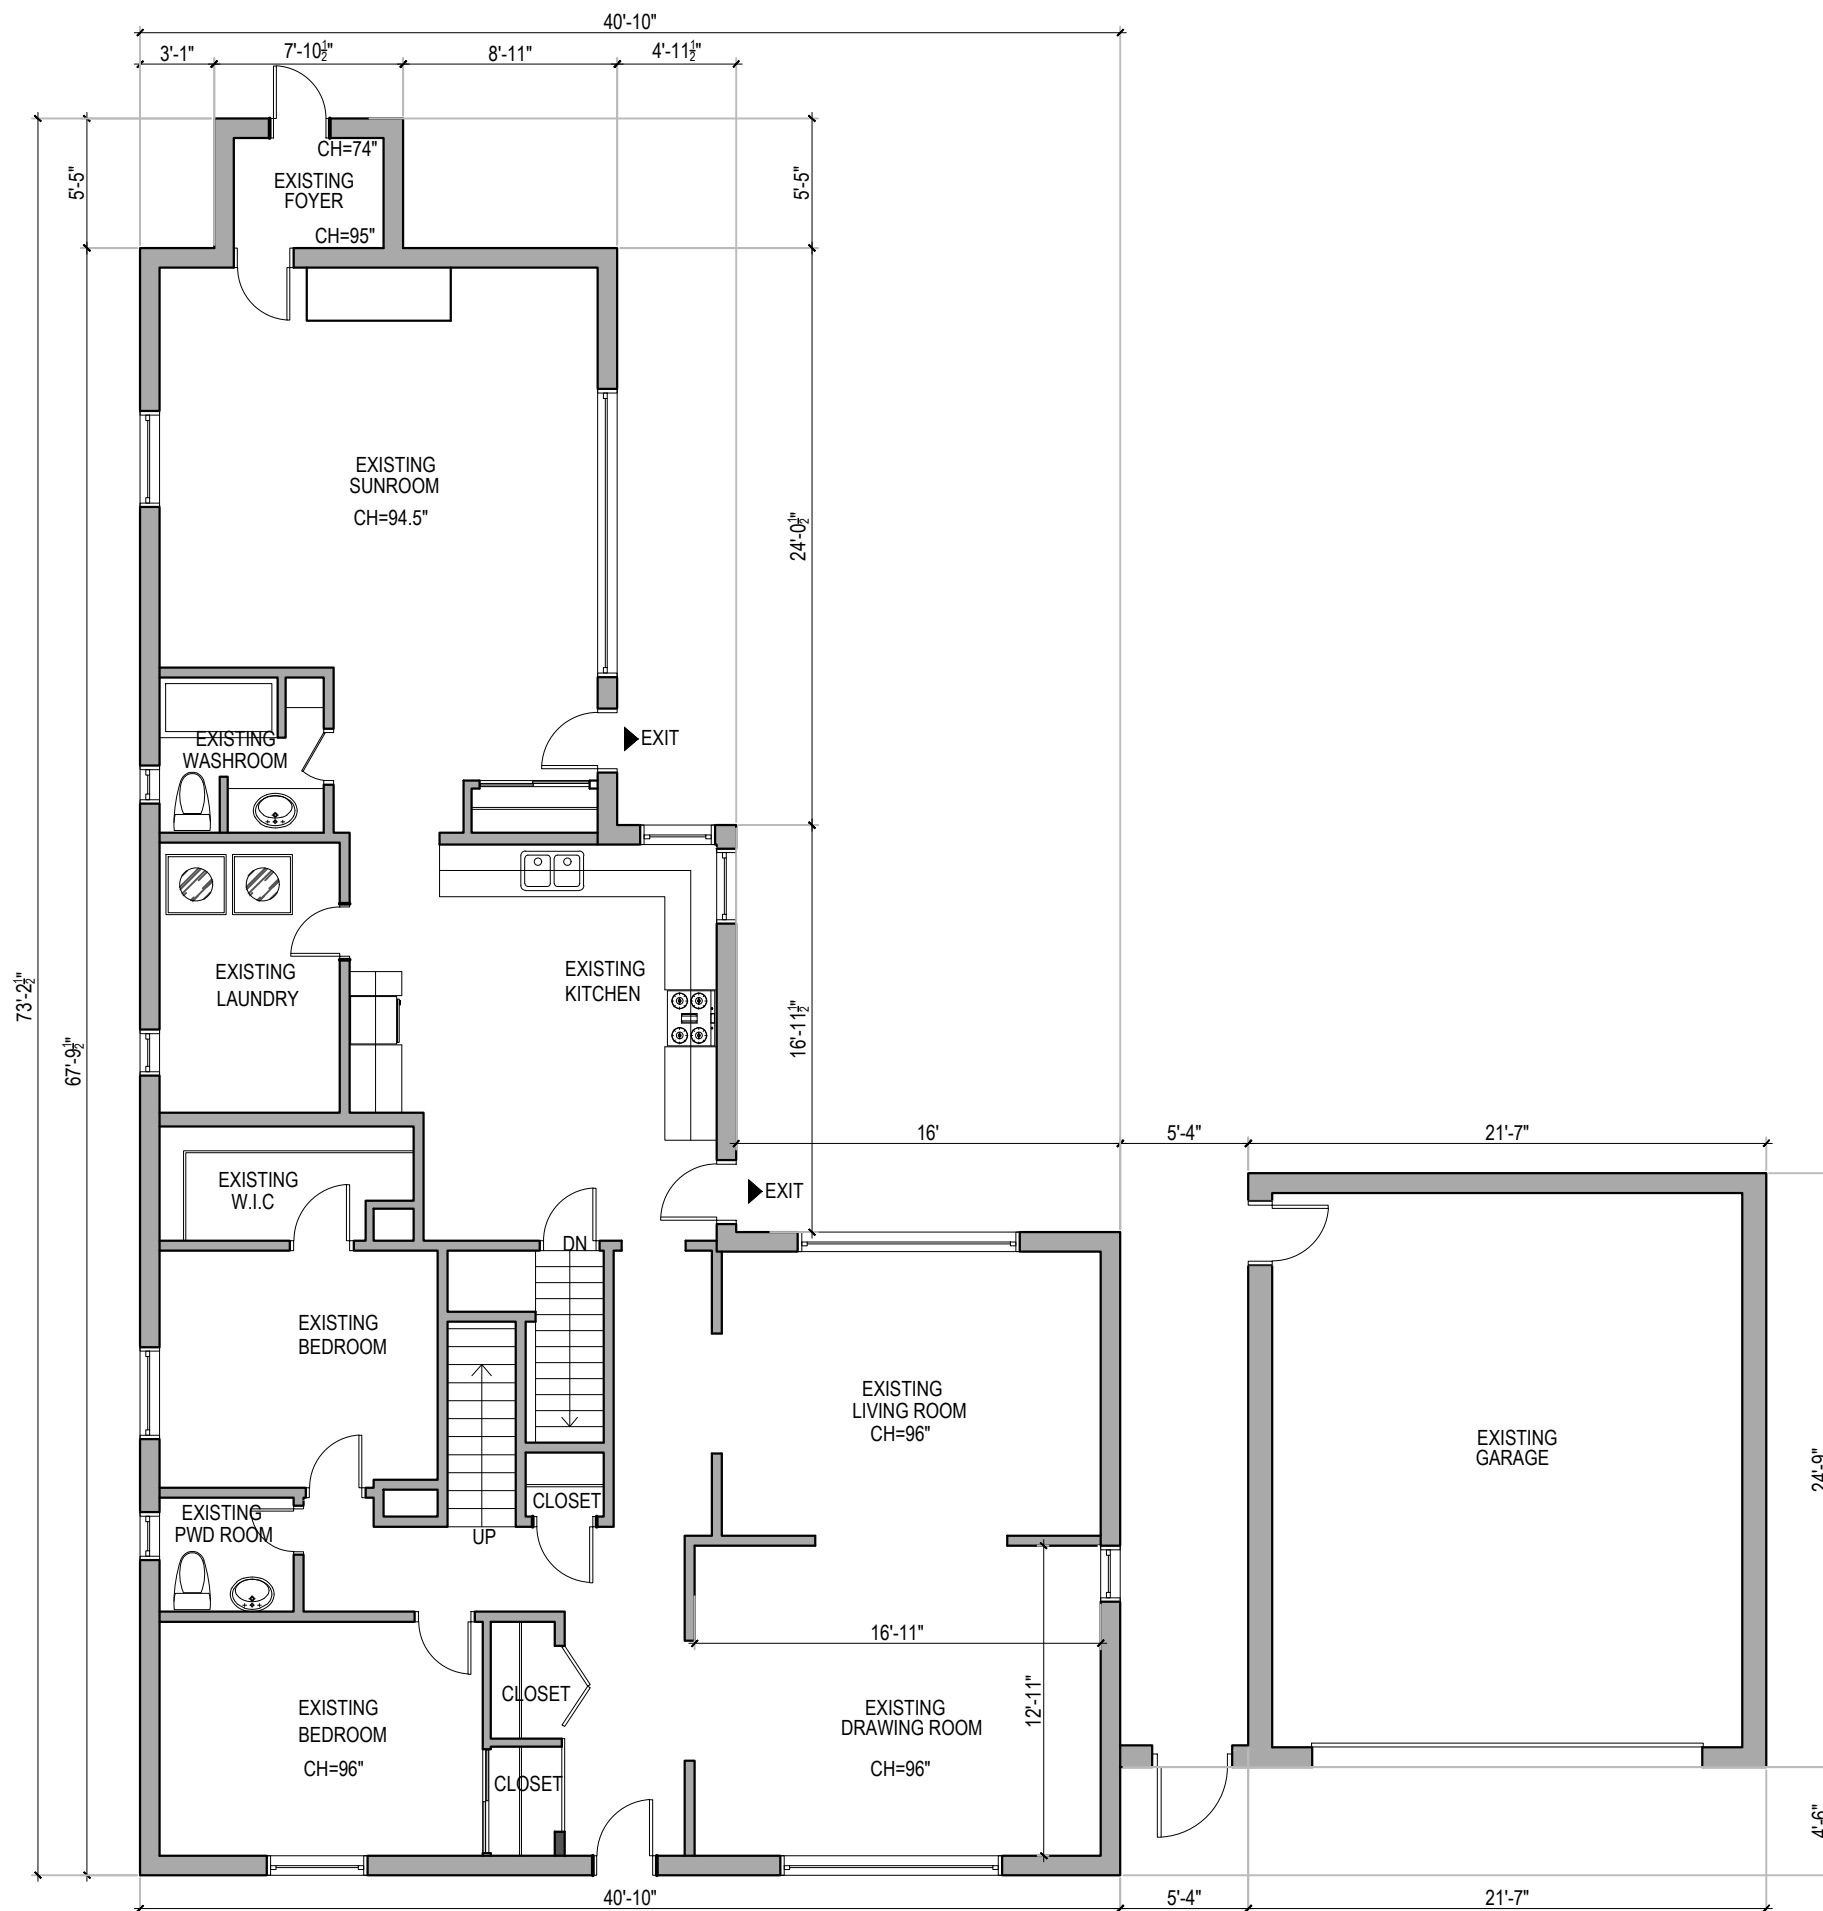 40'-10"
3'-1" 7'-10½" 8'-11" 4'-11½"
CH=74"
EXISTING
FOYER
CH=95"
5'-5"
5'-5"
EXISTING
SUNROOM
CH=94.5"
24'-0½"
EXISTING
WASHROOM
EXIT
EXISTING
LAUNDRY
EXISTING
KITCHEN
73'-2½"
67'-9½"
16'-11½"
16' 5'-4" 21'-7"
EXISTING
W.I.C
EXIT
DN
EXISTING
BEDROOM
EXISTING
LIVING ROOM
CH=96"
EXISTING
GARAGE
24'-9"
CLOSET
EXISTING
PWD ROOM
UP
16'-11"
12'-11"
CLOSET
EXISTING
BEDROOM
CH=96"
EXISTING
DRAWING ROOM
CH=96"
CLOSET
4'-6"
40'-10" 5'-4" 21'-7"